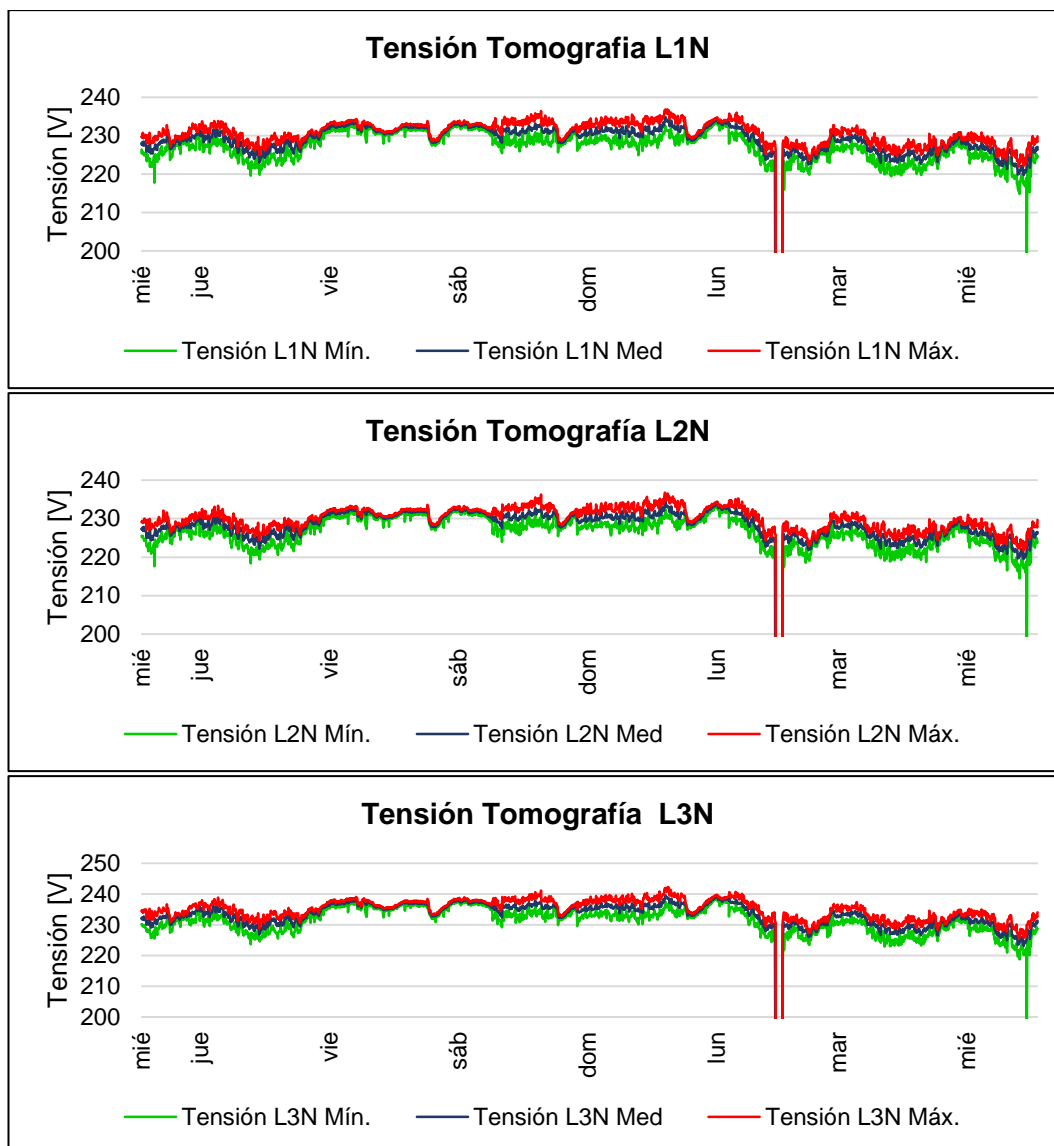 Tensión Tomografia L1N
Tensión [V]
240
230
220
210
200
mié
jue
vie
sáb
dom
lun
mar
mié
Tensión L1N Mín.
Tensión L1N Med
Tensión L1N Máx.
Tensión Tomografía L2N
Tensión [V]
240
230
220
210
200
mié
jue
vie
sáb
dom
lun
mar
mié
Tensión L2N Mín.
Tensión L2N Med
Tensión L2N Máx.
Tensión Tomografía  L3N
Tensión [V]
250
240
230
220
210
200
mié
jue
vie
sáb
dom
lun
mar
mié
Tensión L3N Mín.
Tensión L3N Med
Tensión L3N Máx.